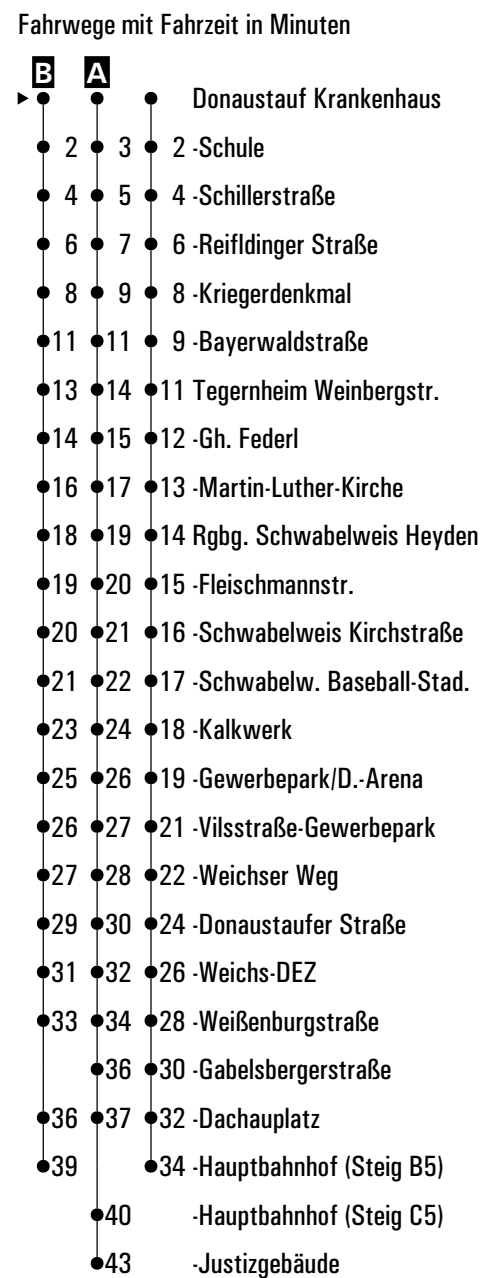 Fahrwege mit Fahrzeit in Minuten
B A
Donaustauf Krankenhaus
2 3 2 -Schule
4 5 4 -Schillerstraße
6 7 6 -Reifldinger Straße
8 9 8 -Kriegerdenkmal
11 11 9 -Bayerwaldstraße
13 14 11 Tegernheim Weinbergstr.
14 15 12 -Gh. Federl
16 17 13 -Martin-Luther-Kirche
18 19 14 Rgbg. Schwabelweis Heyden
19 20 15 -Fleischmannstr.
20 21 16 -Schwabelweis Kirchstraße
21 22 17 -Schwabelw. Baseball-Stad.
23 24 18 -Kalkwerk
25 26 19 -Gewerbepark/D.-Arena
26 27 21 -Vilsstraße-Gewerbepark
27 28 22 -Weichser Weg
29 30 24 -Donaustaufer Straße
31 32 26 -Weichs-DEZ
33 34 28 -Weißenburgstraße
36 30 -Gabelsbergerstraße
36 37 32 -Dachauplatz
39 34 -Hauptbahnhof (Steig B5)
40 -Hauptbahnhof (Steig C5)
43 -Justizgebäude